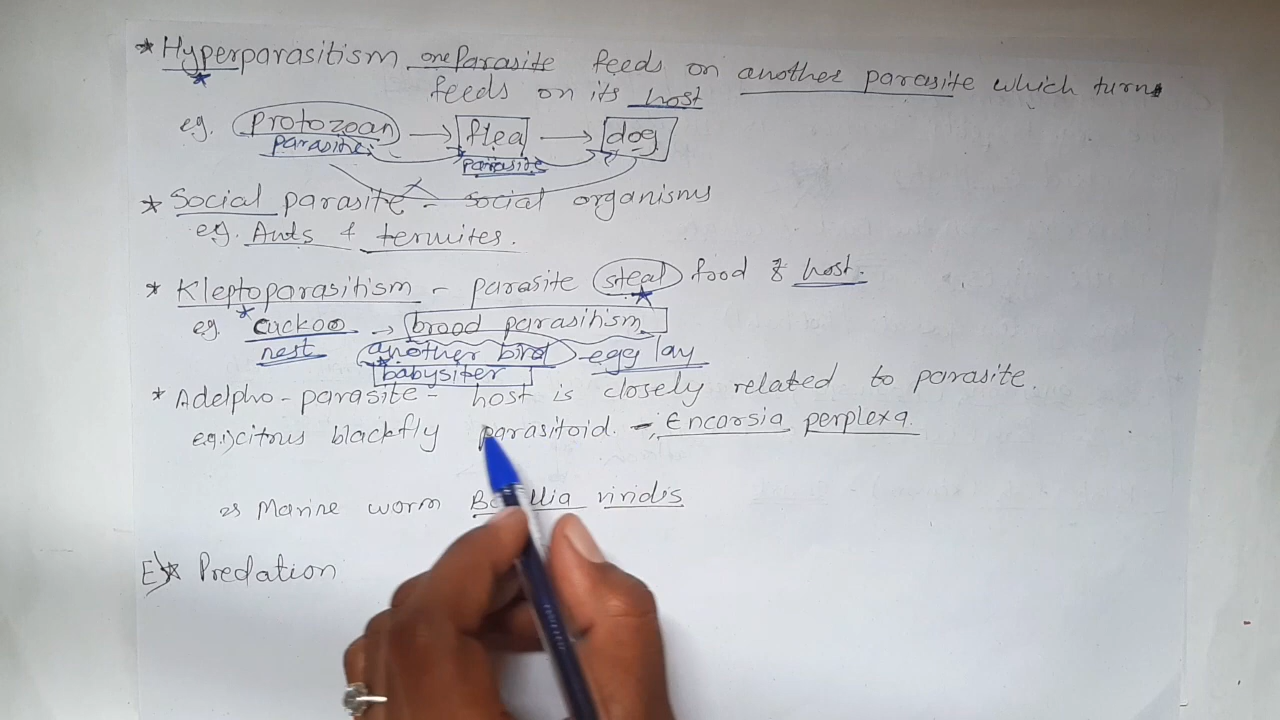 * Hyperparasitism one Parasite feeds on another parasite which turns
feeds on its host
eg. Protozoan → flea → dog
parasite parasite
* Social parasite - social organisms
eg. Ants & termites.
* Kleptoparasitism - parasite steal food & host.
eg. Cuckoo → brood parasitism
nest another bird egg lay
babysiter
* Adelpho-parasite - host is closely related to parasite.
eg. 1) citrus blackfly parasitoid. - Encarsia perplexa.
2) Marine worm viridis
E)* Predation